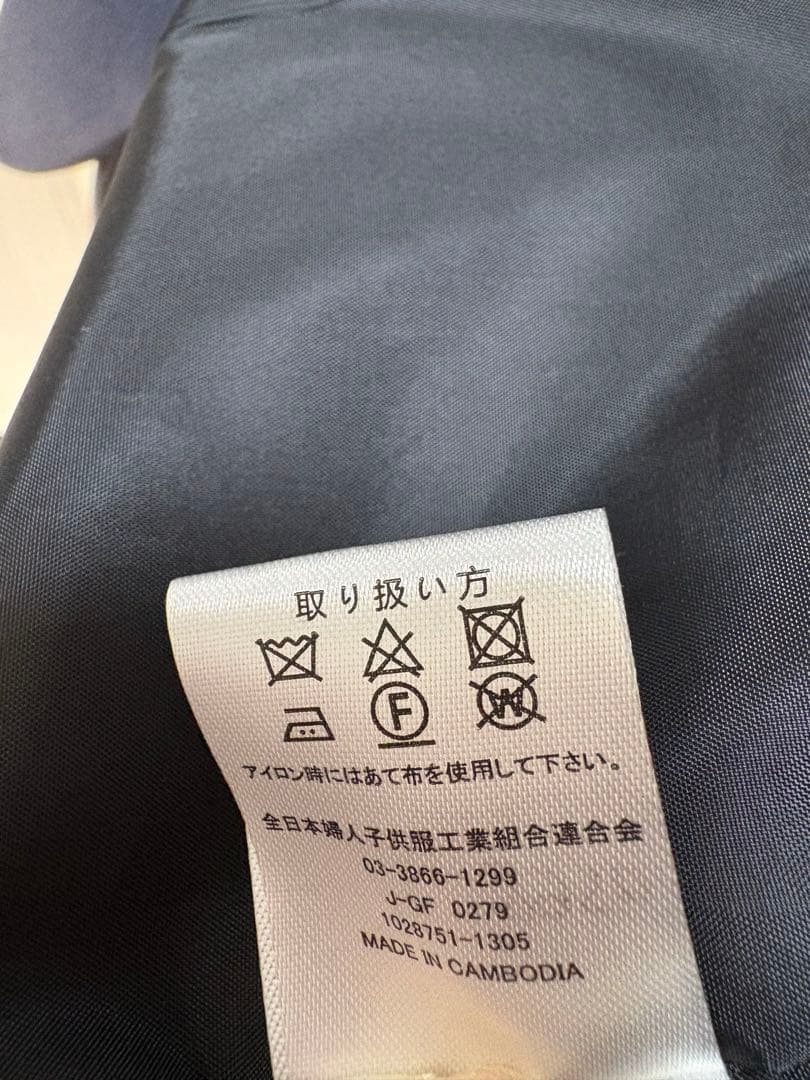 取り扱い方
F W
アイロン時にはあて布を使用して下さい。
全日本婦人子供服工業組合連合会
03-3866-1299
J-GF 0279
1028751-1305
MADE IN CAMBODIA